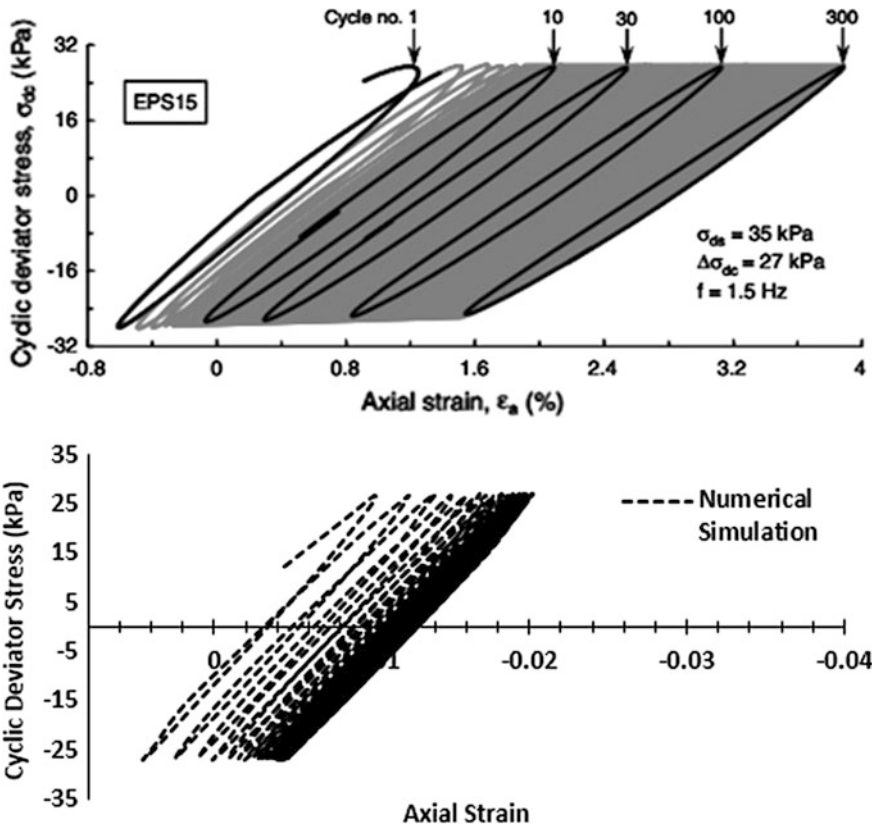 Cycle no. 1 10 30 100 300
Cyclic deviator stress, σdc (kPa)
32
16
0
-16
-32
EPS15
σds = 35 kPa
Δσdc = 27 kPa
f = 1.5 Hz
-0.8 0 0.8 1.6 2.4 3.2 4
Axial strain, εa (%)
Cyclic Deviator Stress (kPa)
35
25
15
5
-5
-15
-25
-35
Numerical
Simulation
-0.02 -0.03 -0.04
Axial Strain